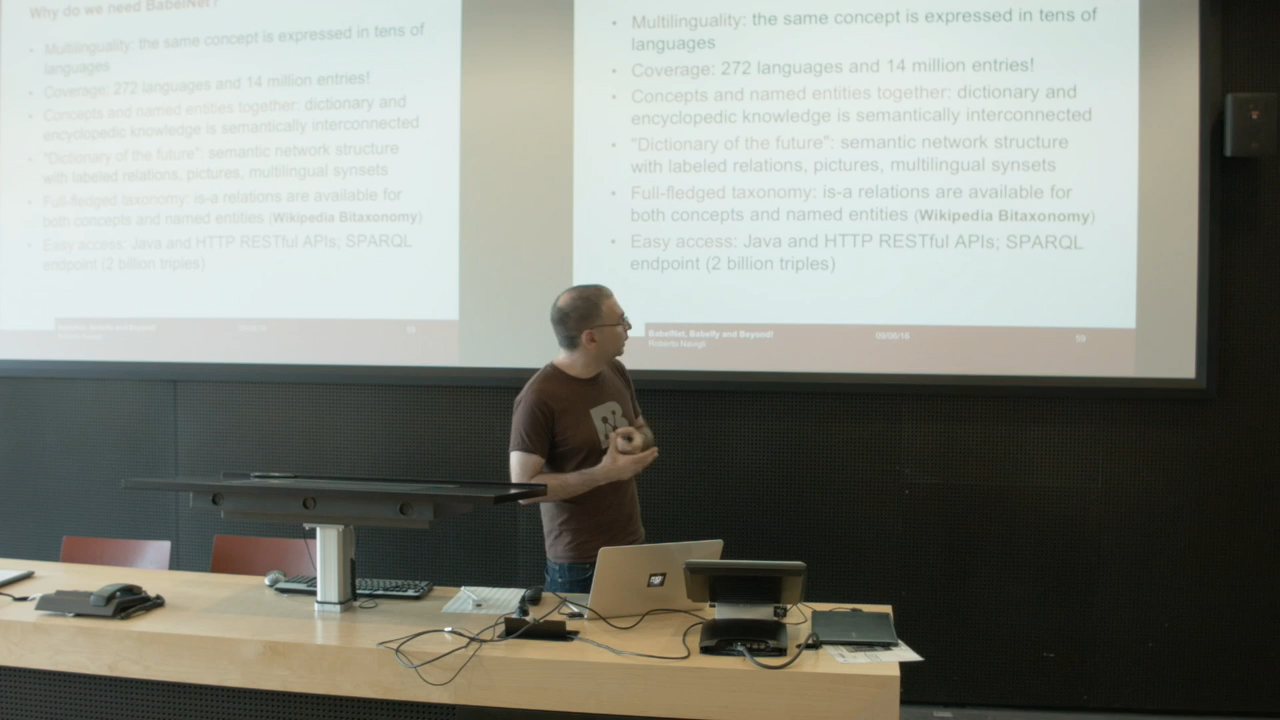 Why do we need BabelNet?
• Multilinguality: the same concept is expressed in tens of
languages
• Coverage: 272 languages and 14 million entries!
• Concepts and named entities together: dictionary and
encyclopedic knowledge is semantically interconnected
• "Dictionary of the future": semantic network structure
with labeled relations, pictures, multilingual synsets
• Full-fledged taxonomy: is-a relations are available for
both concepts and named entities (Wikipedia Bitaxonomy)
• Easy access: Java and HTTP RESTful APIs; SPARQL
endpoint (2 billion triples)
BabelNet, Babelfy and Beyond!
Roberto Navigli
59
• Multilinguality: the same concept is expressed in tens of
languages
• Coverage: 272 languages and 14 million entries!
• Concepts and named entities together: dictionary and
encyclopedic knowledge is semantically interconnected
• "Dictionary of the future": semantic network structure
with labeled relations, pictures, multilingual synsets
• Full-fledged taxonomy: is-a relations are available for
both concepts and named entities (Wikipedia Bitaxonomy)
• Easy access: Java and HTTP RESTful APIs; SPARQL
endpoint (2 billion triples)
BabelNet, Babelfy and Beyond!
Roberto Navigli
09/06/16
59
B